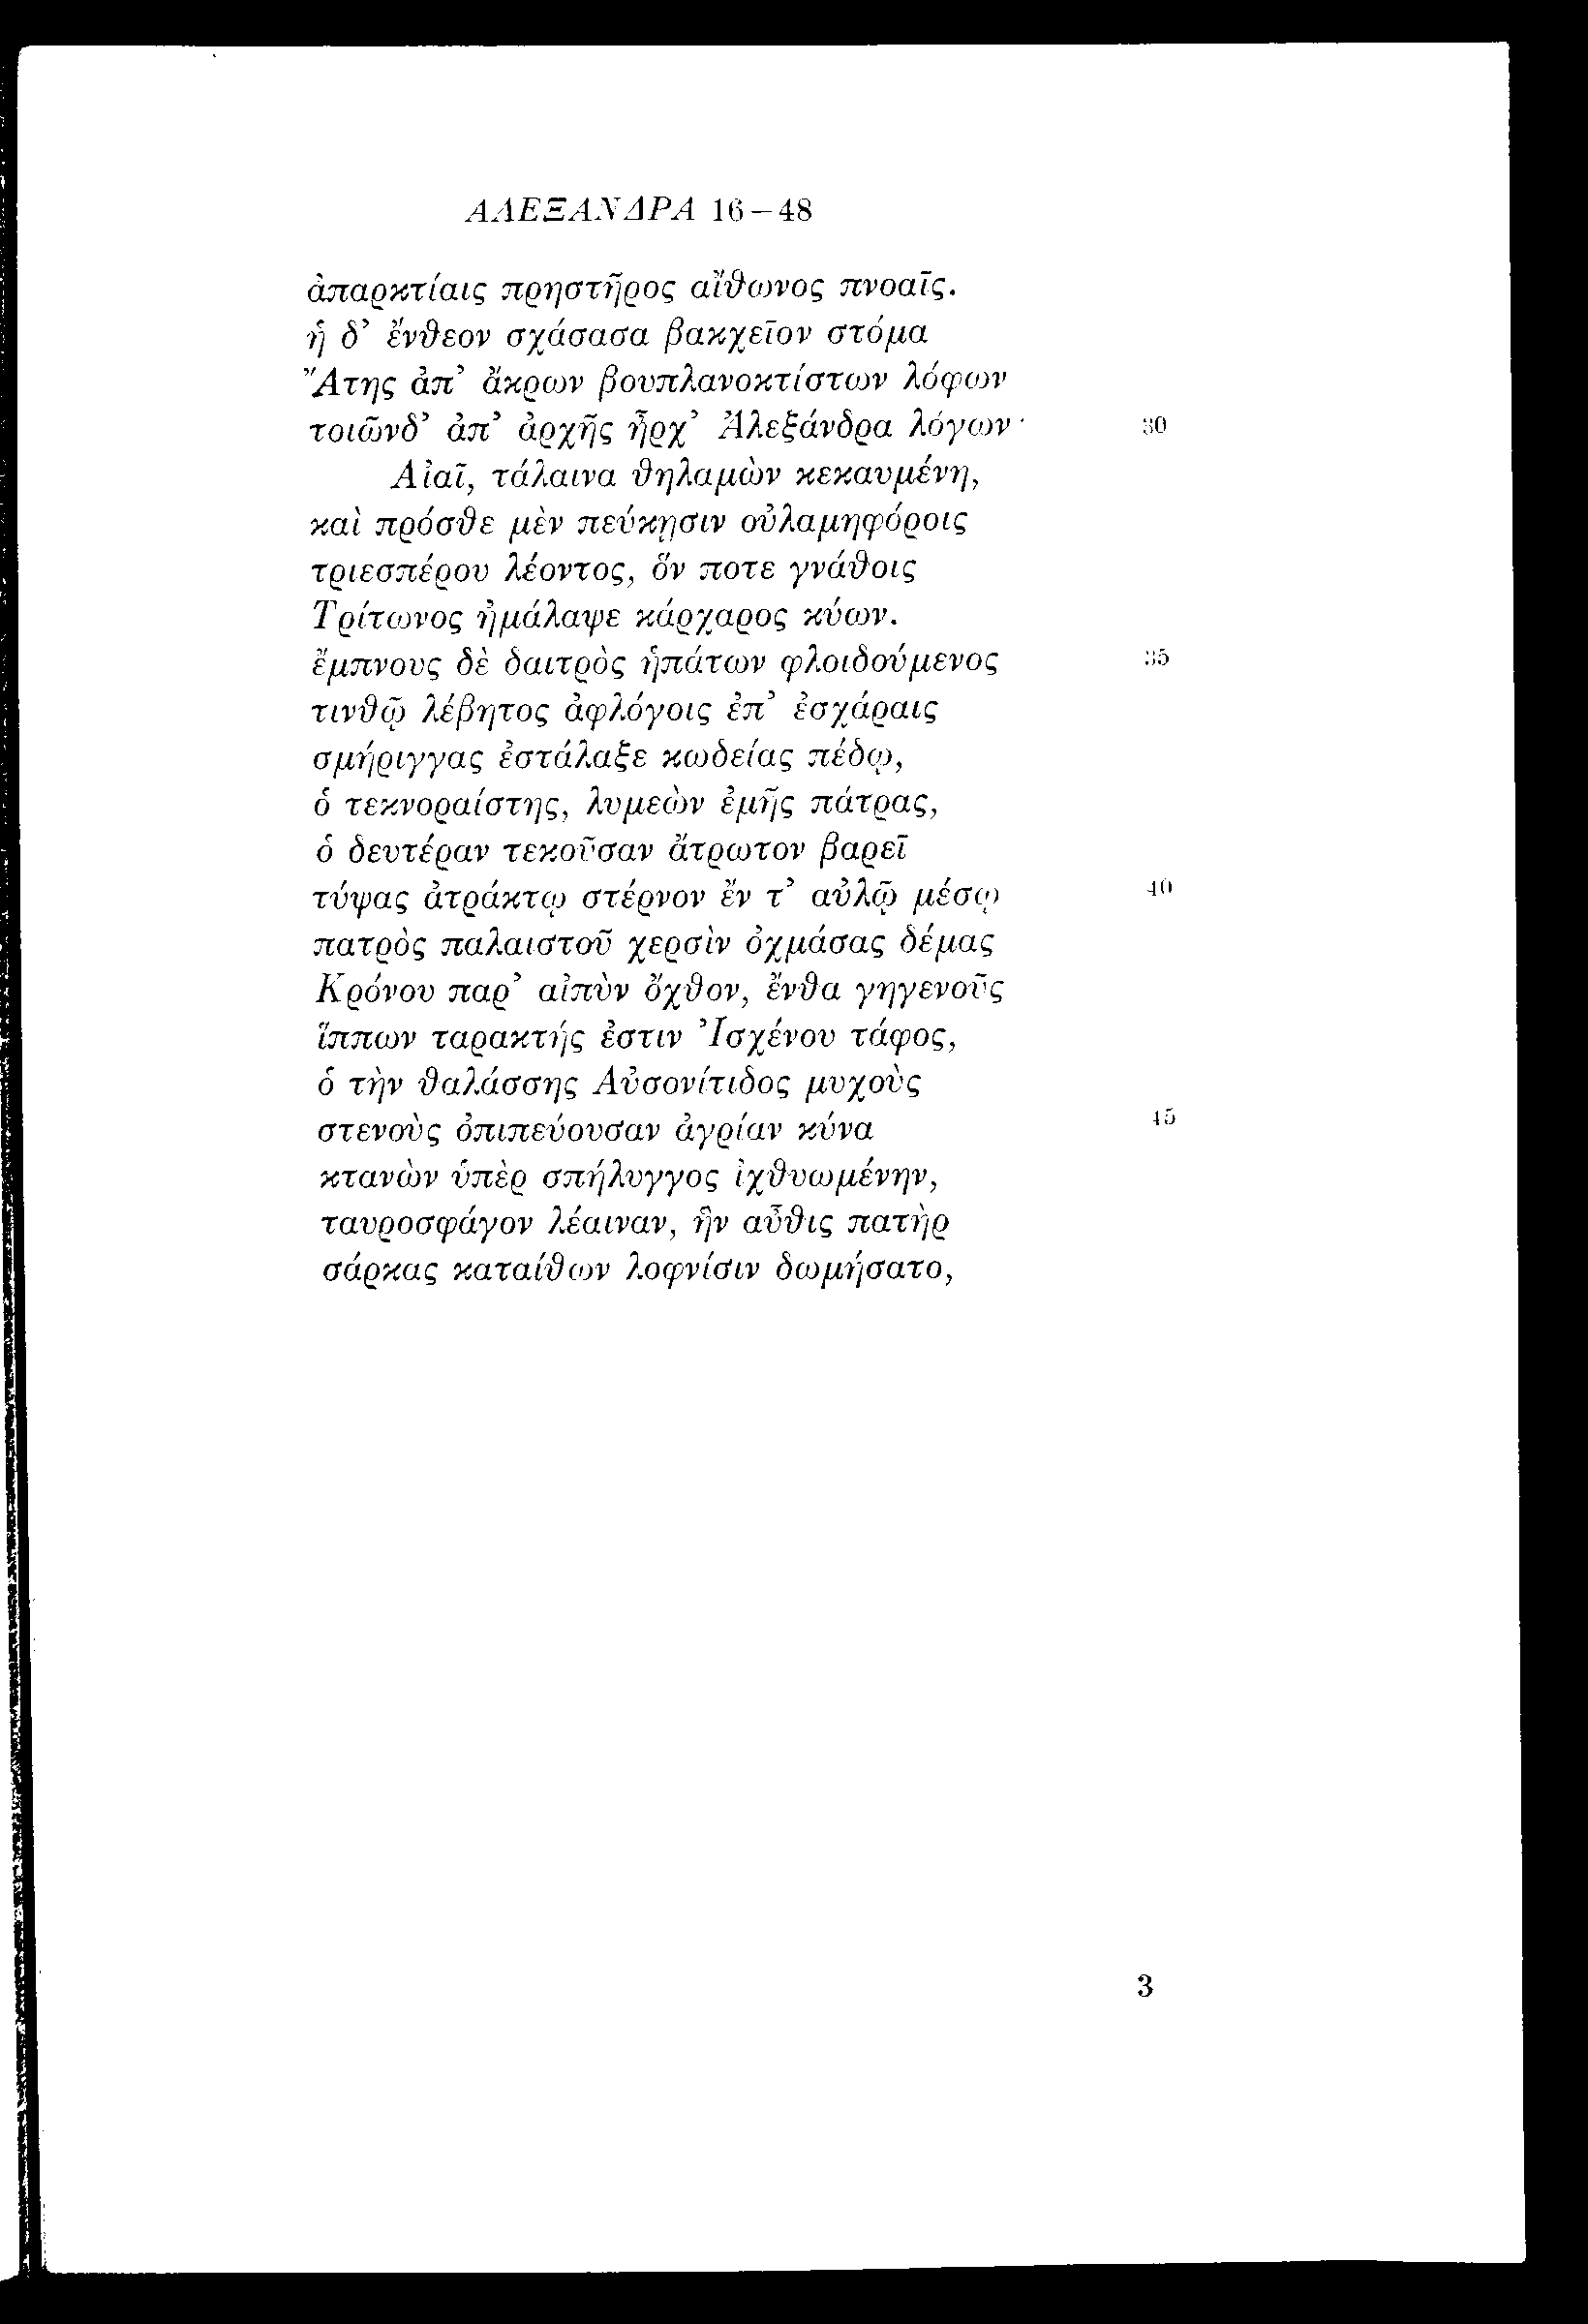 ΑΛΕΞΑΝΔΡΑ 16–48
ἀπαρκτίαις πρηστῆρος αἴθωνος πνοαῖς.
ἡ δ’ ἔνθεον σχάσασα βακχεῖον στόμα
Ἄτης ἀπ’ ἄκρων βουπλανοκτίστων λόφων
τοιῶνδ’ ἀπ’ ἀρχῆς ἦρχ’ Ἀλεξάνδρα λόγων· 30
Αἰαῖ, τάλαινα θηλαμὼν κεκαυμένη,
καὶ πρόσθε μὲν πεύκῃσιν οὐλαμηφόροις
τριεσπέρου λέοντος, ὅν ποτε γνάθοις
Τρίτωνος ἠμάλαψε κάρχαρος κύων.
ἔμπνους δὲ δαιτρὸς ἡπάτων φλοιδούμενος 35
τινθῷ λέβητος ἀφλόγοις ἐπ’ ἐσχάραις
σμήριγγας ἐστάλαξε κωδείας πέδῳ,
ὁ τεκνοραίστης, λυμεὼν ἐμῆς πάτρας,
ὁ δευτέραν τεκοῦσαν ἄτρωτον βαρεῖ
τύψας ἀτράκτῳ στέρνον ἔν τ’ αὐλῷ μέσῳ 40
πατρὸς παλαιστοῦ χερσὶν ὀχμάσας δέμας
Κρόνου παρ’ αἰπὺν ὄχθον, ἔνθα γηγενοῦς
ἵππων ταρακτής ἐστιν Ἰσχένου τάφος,
ὁ τὴν θαλάσσης Αὐσονίτιδος μυχοὺς
στενοὺς ὀπιπεύουσαν ἀγρίαν κύνα 45
κτανὼν ὑπὲρ σπήλυγγος ἰχθυωμένην,
ταυροσφάγον λέαιναν, ἣν αὖθις πατὴρ
σάρκας καταίθων λοφνίσιν δωμήσατο,
3